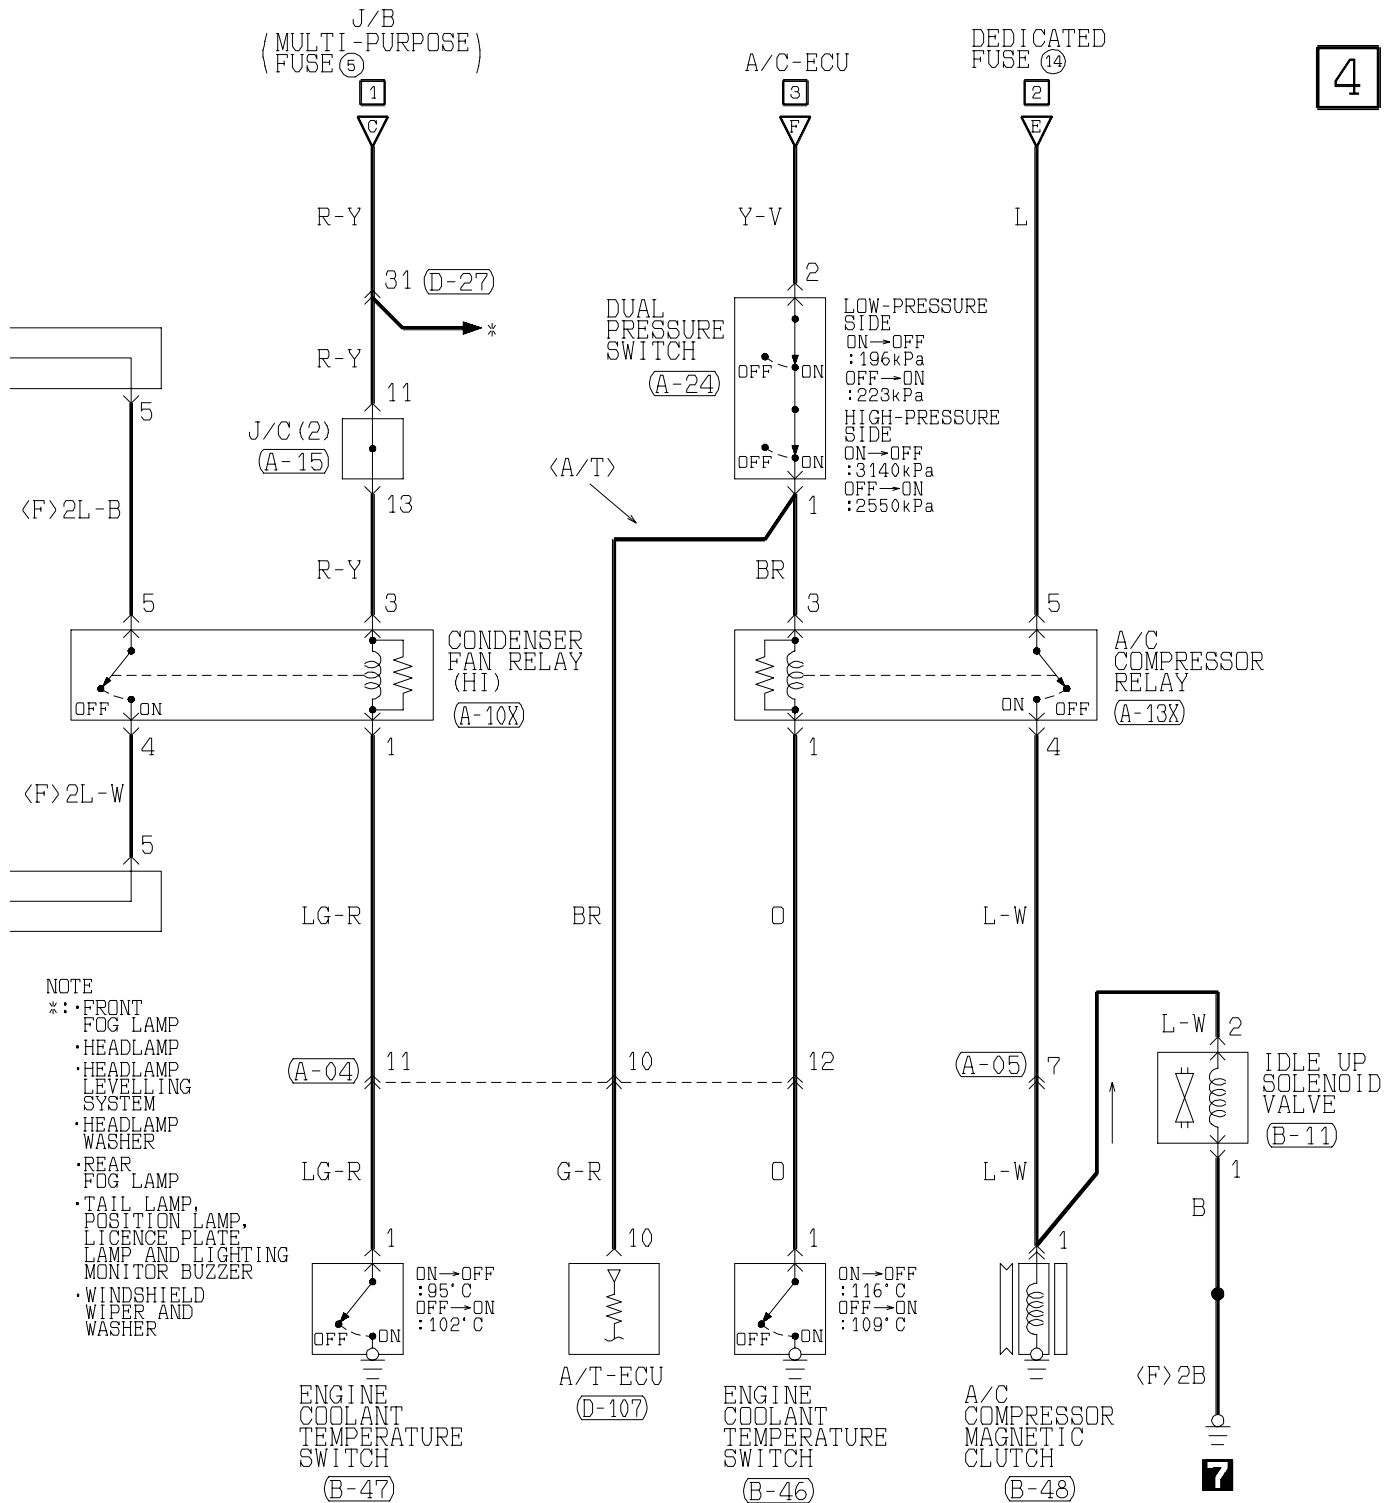 J/B
(MULTI-PURPOSE)
FUSE⑤
1
C
A/C-ECU
3
F
DEDICATED
FUSE ⑭
2
E
4
R-Y
Y-V
L
31 (D-27)
*
2
DUAL
PRESSURE
SWITCH
(A-24)
OFF ON
OFF ON
LOW-PRESSURE
SIDE
ON→OFF
:196kPa
OFF→ON
:223kPa
HIGH-PRESSURE
SIDE
ON→OFF
:3140kPa
OFF→ON
:2550kPa
R-Y
11
J/C(2)
(A-15)
13
5
<F>2L-B
<A/T>
1
R-Y
BR
5
3
3
5
OFF ON
CONDENSER
FAN RELAY
(HI)
(A-10X)
ON OFF
A/C
COMPRESSOR
RELAY
(A-13X)
4
1
1
4
<F>2L-W
5
LG-R
BR
O
L-W
NOTE
*:·FRONT
FOG LAMP
·HEADLAMP
·HEADLAMP
LEVELLING
SYSTEM
·HEADLAMP
WASHER
·REAR
FOG LAMP
·TAIL LAMP,
POSITION LAMP,
LICENCE PLATE
LAMP AND LIGHTING
MONITOR BUZZER
·WINDSHIELD
WIPER AND
WASHER
(A-04)
11
10
12
(A-05)
7
L-W
2
IDLE UP
SOLENOID
VALVE
(B-11)
1
LG-R
G-R
O
L-W
B
1
10
1
1
OFF ON
ON→OFF
:95°C
OFF→ON
:102°C
OFF ON
ON→OFF
:116°C
OFF→ON
:109°C
ENGINE
COOLANT
TEMPERATURE
SWITCH
(B-47)
A/T-ECU
(D-107)
ENGINE
COOLANT
TEMPERATURE
SWITCH
(B-46)
A/C
COMPRESSOR
MAGNETIC
CLUTCH
(B-48)
<F>2B
7